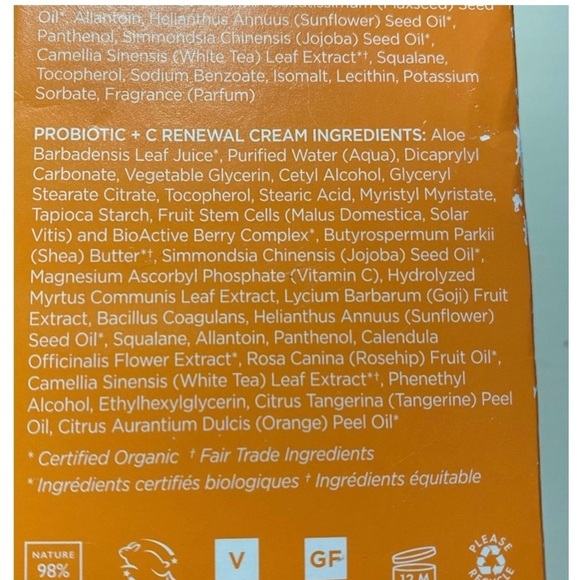 Seed
Oil*, Allantoin, Helianthus Annuus (Sunflower) Seed Oil*,
Panthenol, Simmondsia Chinensis (Jojoba) Seed Oil*,
Camellia Sinensis (White Tea) Leaf Extract*†, Squalane,
Tocopherol, Sodium Benzoate, Isomalt, Lecithin, Potassium
Sorbate, Fragrance (Parfum)
PROBIOTIC + C RENEWAL CREAM INGREDIENTS: Aloe
Barbadensis Leaf Juice*, Purified Water (Aqua), Dicaprylyl
Carbonate, Vegetable Glycerin, Cetyl Alcohol, Glyceryl
Stearate Citrate, Tocopherol, Stearic Acid, Myristyl Myristate,
Tapioca Starch, Fruit Stem Cells (Malus Domestica, Solar
Vitis) and BioActive Berry Complex*, Butyrospermum Parkii
(Shea) Butter*†, Simmondsia Chinensis (Jojoba) Seed Oil*,
Magnesium Ascorbyl Phosphate (Vitamin C), Hydrolyzed
Myrtus Communis Leaf Extract, Lycium Barbarum (Goji) Fruit
Extract, Bacillus Coagulans, Helianthus Annuus (Sunflower)
Seed Oil*, Squalane, Allantoin, Panthenol, Calendula
Officinalis Flower Extract*, Rosa Canina (Rosehip) Fruit Oil*,
Camellia Sinensis (White Tea) Leaf Extract*†, Phenethyl
Alcohol, Ethylhexylglycerin, Citrus Tangerina (Tangerine) Peel
Oil, Citrus Aurantium Dulcis (Orange) Peel Oil*
* Certified Organic † Fair Trade Ingredients
* Ingrédients certifiés biologiques † Ingrédients équitable
NATURE
98%
V
GF
12 M
PLEASE